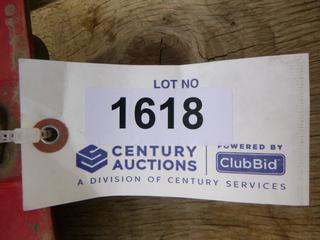 LOT NO
1618
CENTURY
AUCTIONS
POWERED BY
ClubBid
A DIVISION OF CENTURY SERVICES